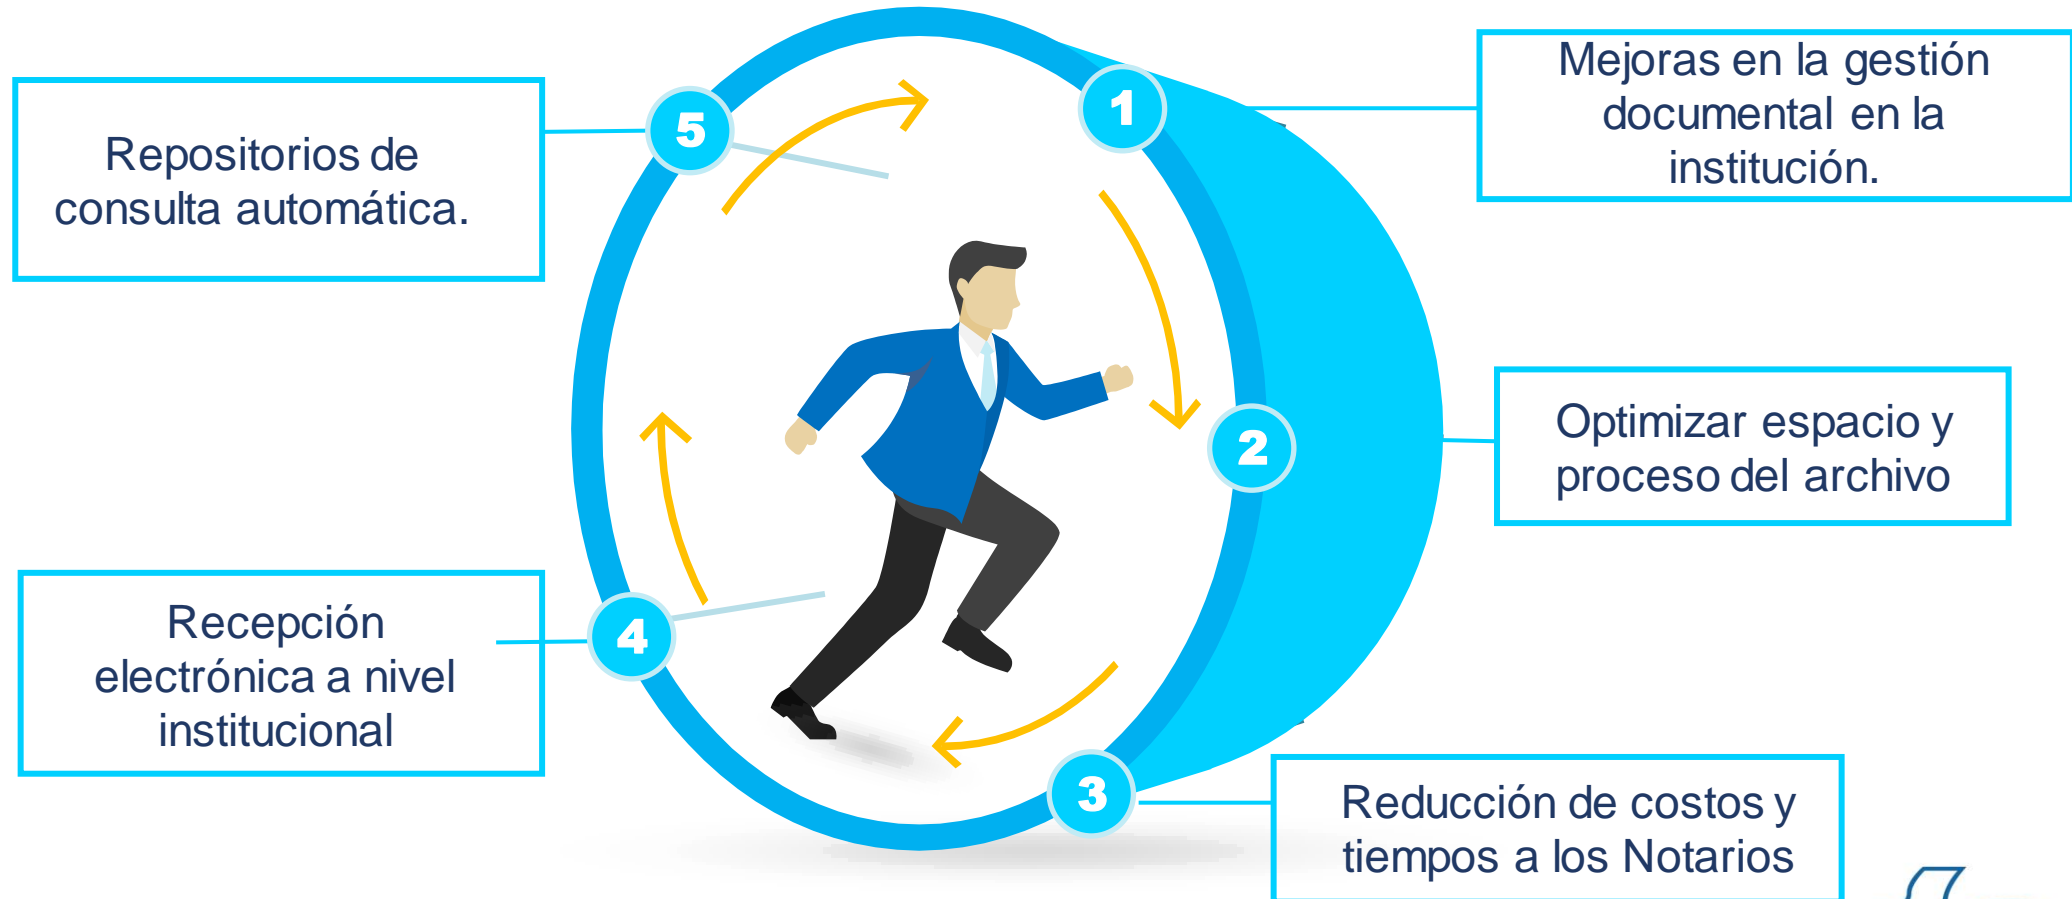 1
Mejoras en la gestión
documental en la
institución.
2
Optimizar espacio y
proceso del archivo
3
Reducción de costos y
tiempos a los Notarios
4
Recepción
electrónica a nivel
institucional
5
Repositorios de
consulta automática.